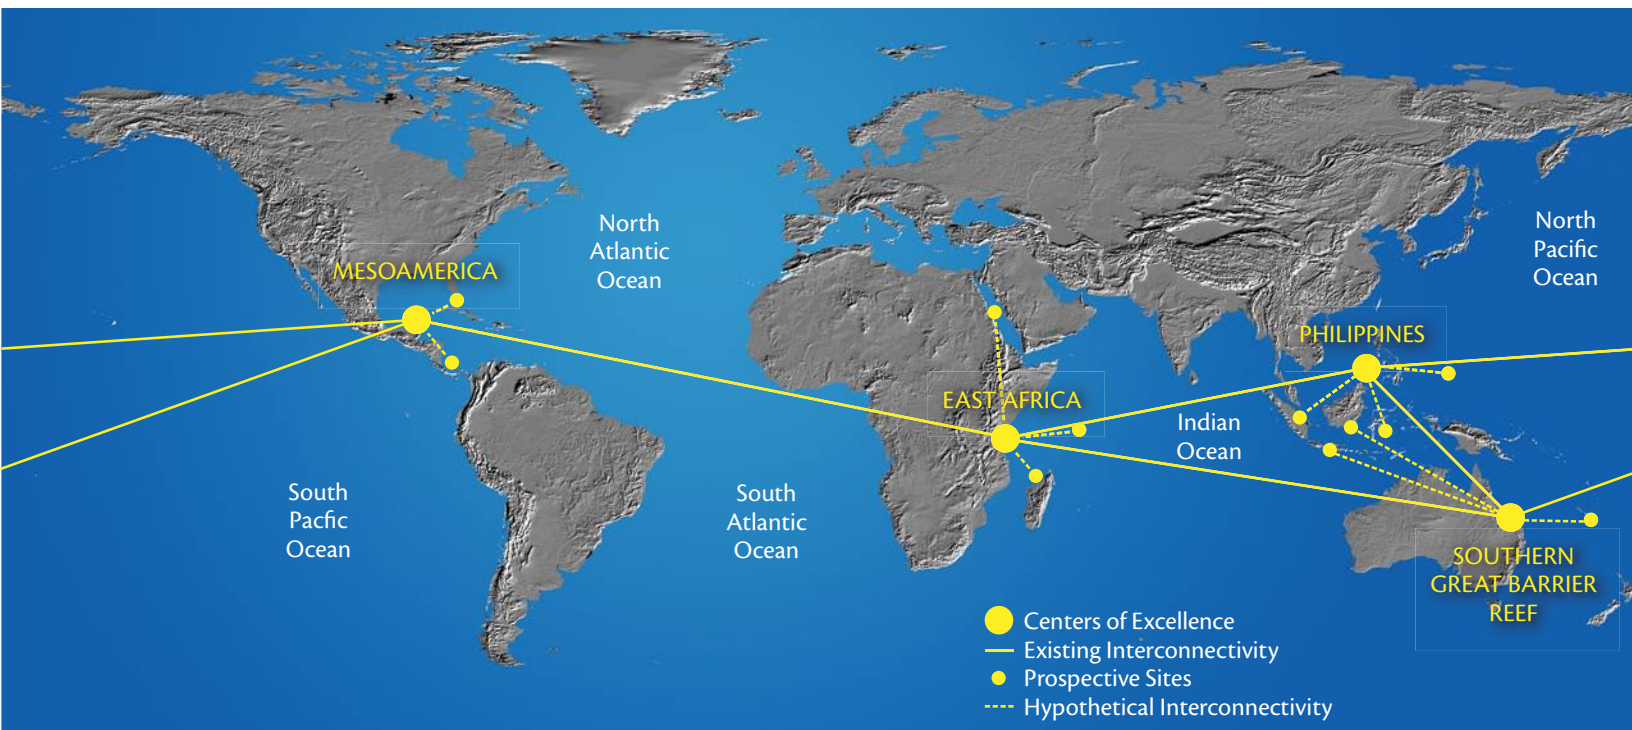 North
Atlantic
Ocean
North
Pacific
Ocean
MESOAMERICA
PHILIPPINES
EAST AFRICA
Indian
Ocean
South
Pacfic
Ocean
South
Atlantic
Ocean
SOUTHERN
GREAT BARRIER
REEF
Centers of Excellence
Existing Interconnectivity
Prospective Sites
Hypothetical Interconnectivity